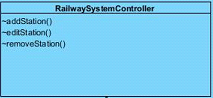 RailwaySystemController
~addStation()
~editStation()
~removeStation()